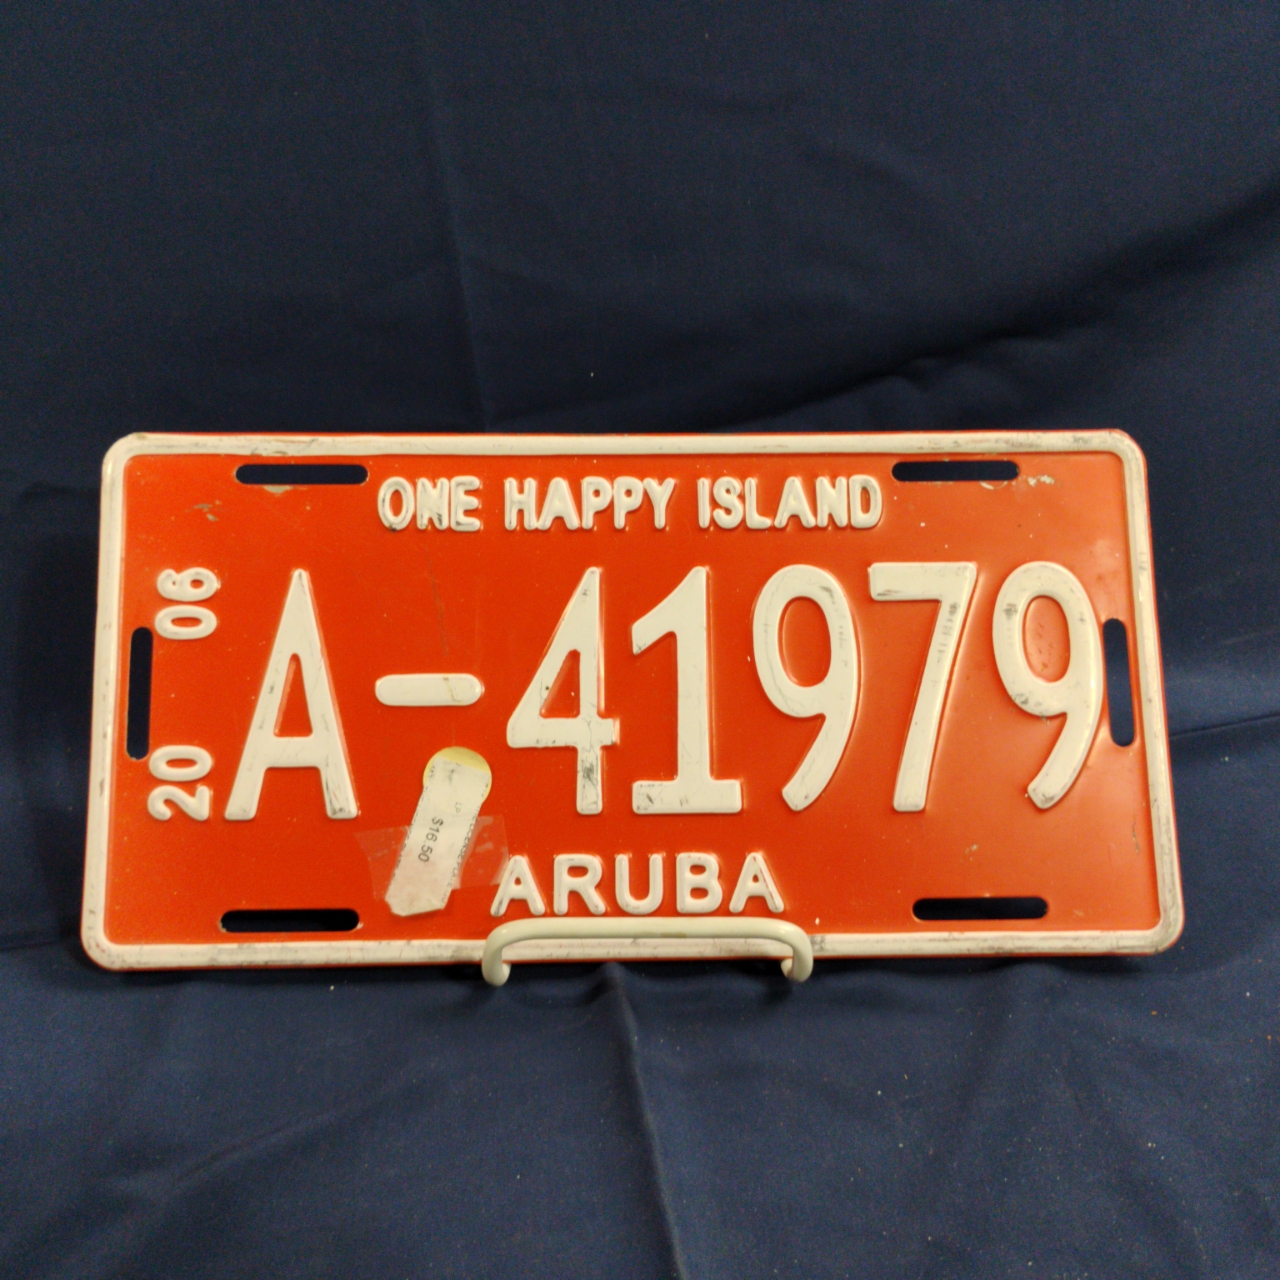 ONE HAPPY ISLAND
20 06
A-41979
$16.50
ARUBA